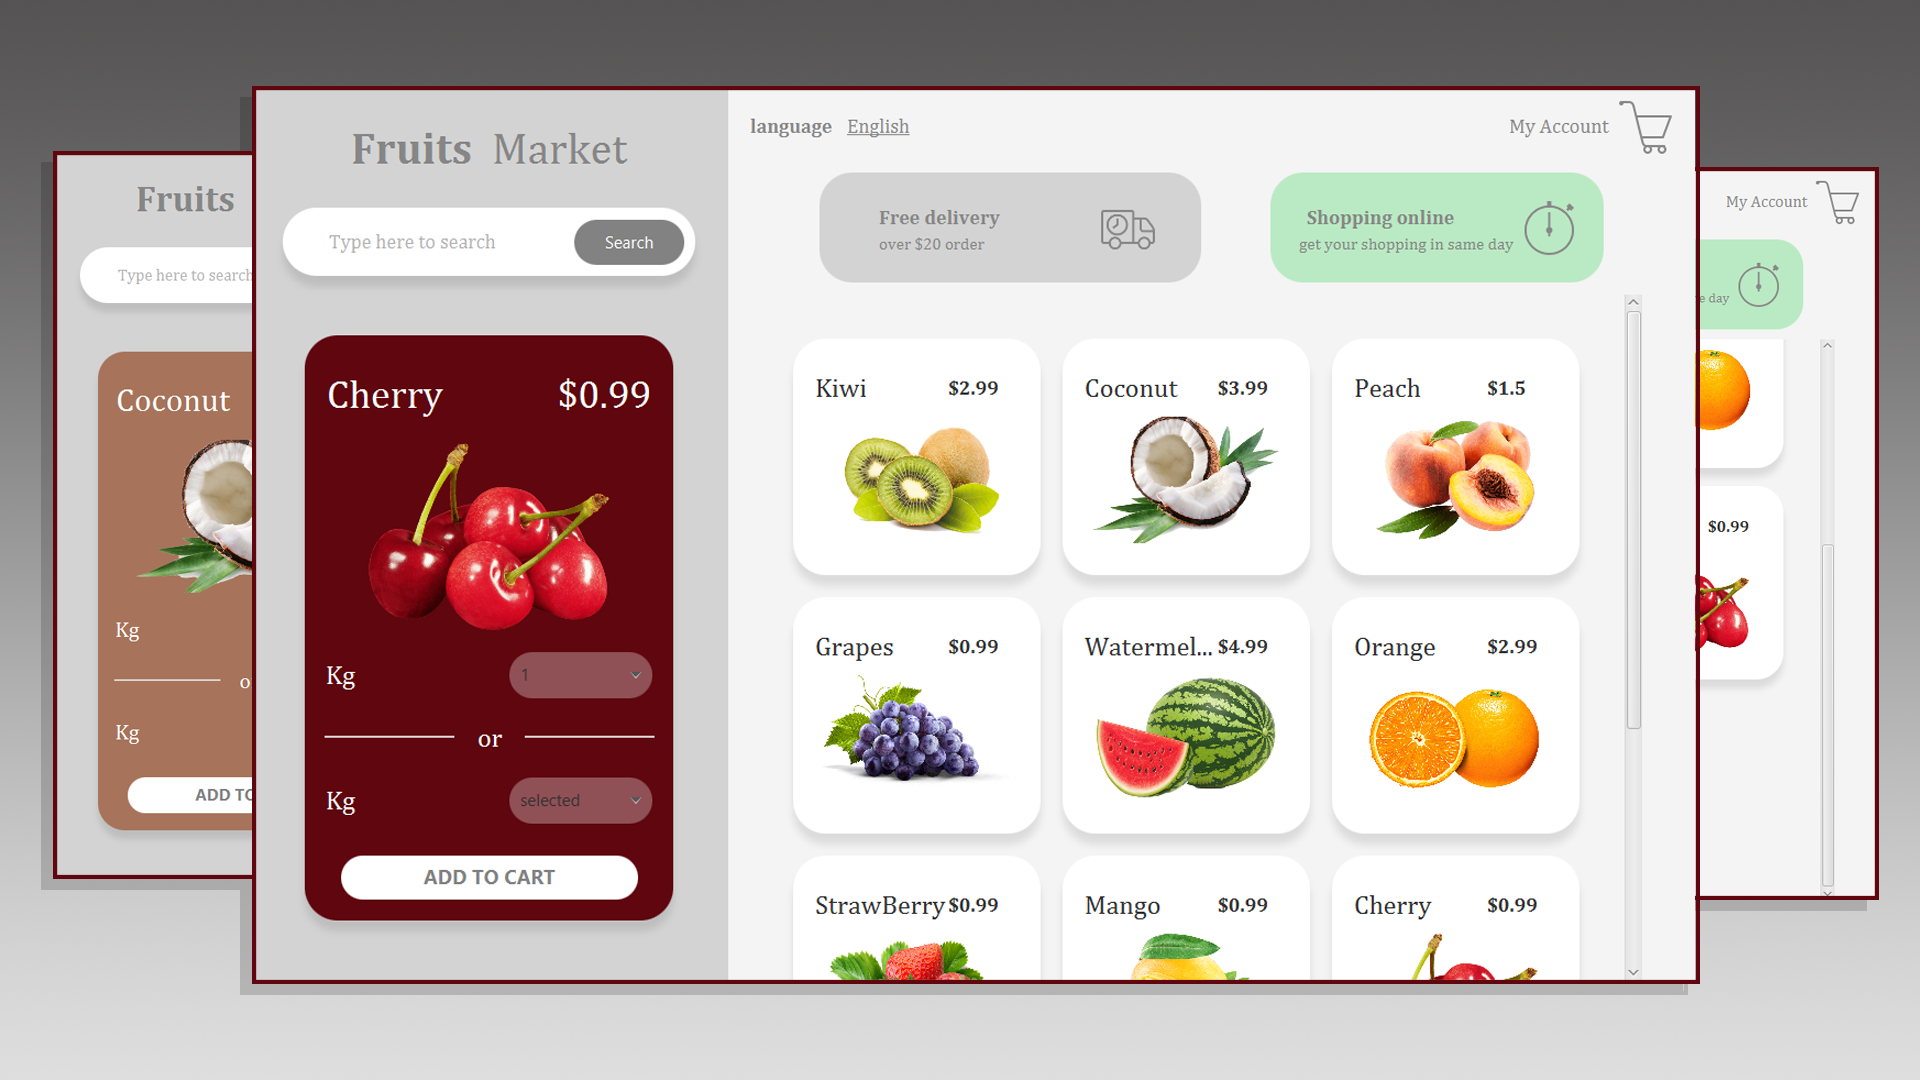 Fruits Market
Type here to search
Search
Cherry $0.99
Kg 1
or
Kg selected
ADD TO CART
language English
My Account
Free delivery
over $20 order
Shopping online
get your shopping in same day
Kiwi $2.99
Coconut $3.99
Peach $1.5
Grapes $0.99
Watermel... $4.99
Orange $2.99
StrawBerry $0.99
Mango $0.99
Cherry $0.99
Fruits
Type here to search
Coconut
Kg
o
Kg
ADD TO
My Account
e day
$0.99